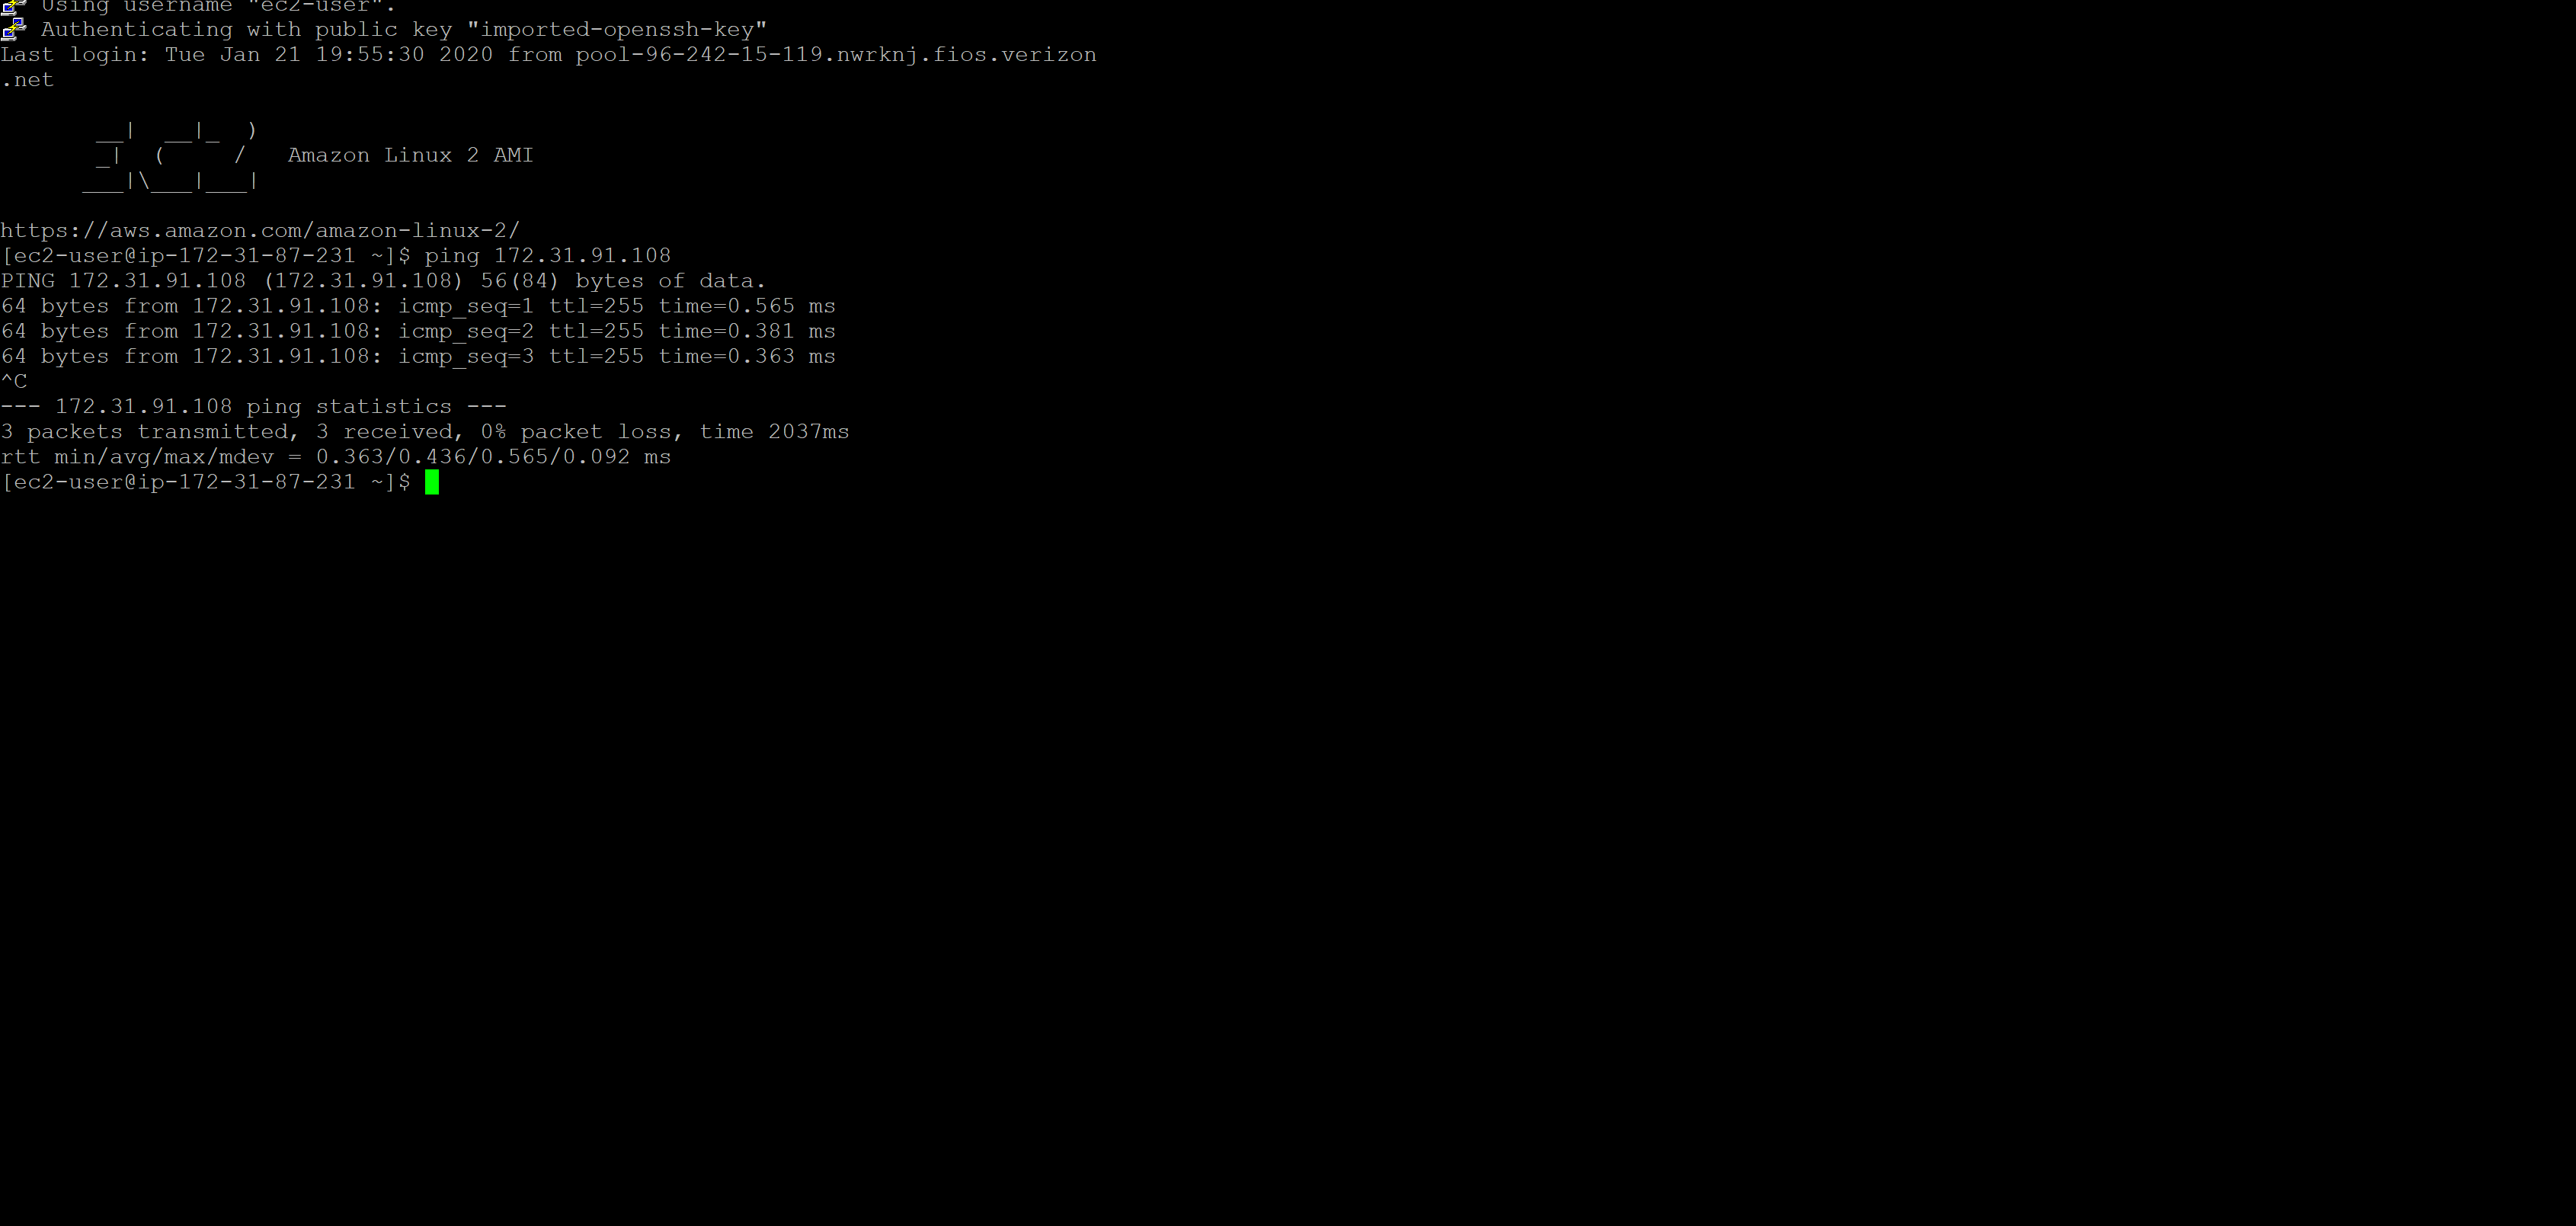 Using username "ec2-user".
Authenticating with public key "imported-openssh-key"
Last login: Tue Jan 21 19:55:30 2020 from pool-96-242-15-119.nwrknj.fios.verizon
.net

       __|  __|_  )
       _|  (     /   Amazon Linux 2 AMI
      ___|\___|___|

https://aws.amazon.com/amazon-linux-2/
[ec2-user@ip-172-31-87-231 ~]$ ping 172.31.91.108
PING 172.31.91.108 (172.31.91.108) 56(84) bytes of data.
64 bytes from 172.31.91.108: icmp_seq=1 ttl=255 time=0.565 ms
64 bytes from 172.31.91.108: icmp_seq=2 ttl=255 time=0.381 ms
64 bytes from 172.31.91.108: icmp_seq=3 ttl=255 time=0.363 ms
^C
--- 172.31.91.108 ping statistics ---
3 packets transmitted, 3 received, 0% packet loss, time 2037ms
rtt min/avg/max/mdev = 0.363/0.436/0.565/0.092 ms
[ec2-user@ip-172-31-87-231 ~]$